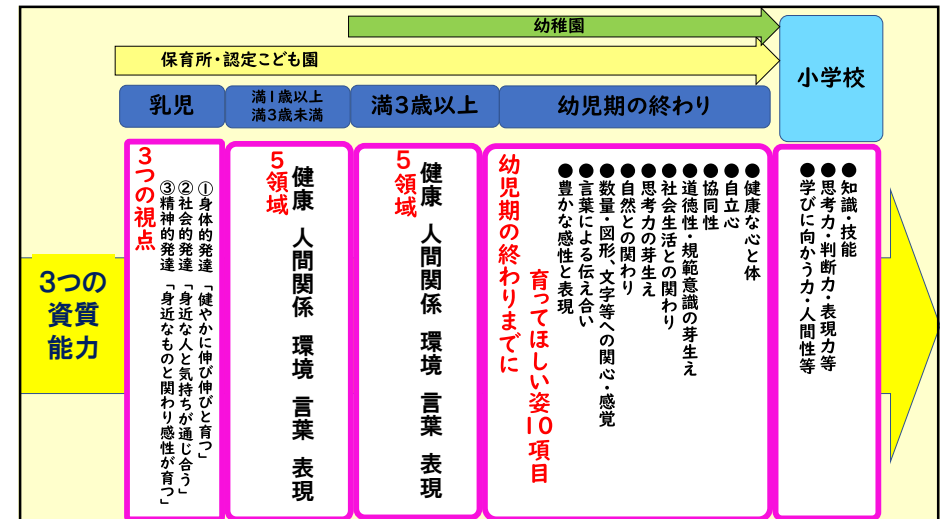 幼稚園
保育所・認定こども園
小学校
乳児
満1歳以上
満3歳未満
満3歳以上
幼児期の終わり
3つの
資質
能力
3つの視点
①身体的発達「健やかに伸び伸びと育つ」
②社会的発達「身近な人と気持ちが通じ合う」
③精神的発達「身近なものと関わり感性が育つ」
5領域
健康 人間関係 環境 言葉 表現
5領域
健康 人間関係 環境 言葉 表現
幼児期の終わりまでに
育ってほしい姿10項目
●健康な心と体
●自立心
●協同性
●道徳性・規範意識の芽生え
●社会生活との関わり
●思考力の芽生え
●自然との関わり
●数量・図形、文字等への関心・感覚
●言葉による伝え合い
●豊かな感性と表現
●知識・技能
●思考力・判断力・表現力等
●学びに向かう力・人間性等